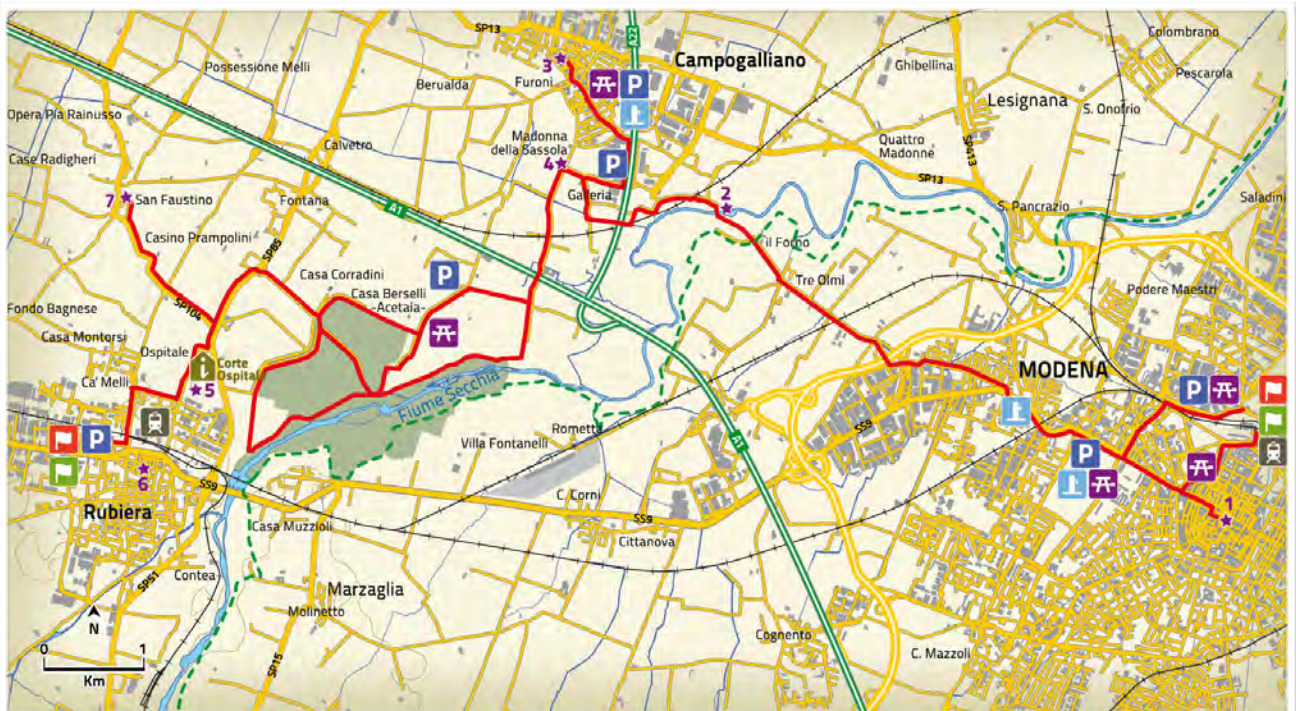 SP13
A22
Colombrano
3
Campogalliano
Possessione Melli
Berualda
Furoni
P
Ghibellina
Pescarola
Lesignana
S. Onofrio
Opera Pia Rainusso
Madonna
della Sassola
Quattro
Madonne
SP413
Case Radigheri
Calvetro
4
P
SP13
Galleria
2
7
San Faustino
Fontana
A1
S. Pancrazio
Saladini
Casino Prampolini
SP85
il Forno
Casa Corradini
P
Tre Olmi
Podere Maestri
Fondo Bagnese
SP104
Casa Berselli
-Acetaia-
Casa Montorsi
Ospitale
Corte
Ospitale
MODENA
Ca' Melli
5
Fiume Secchia
P
P
Rometta
SS9
A1
Villa Fontanelli
P
6
SS9
1
Rubiera
C. Corni
SS9
Casa Muzzioli
Cittanova
Contea
SP51
Marzaglia
N
Molinetto
Cognento
0 1
Km
SP15
C. Mazzoli